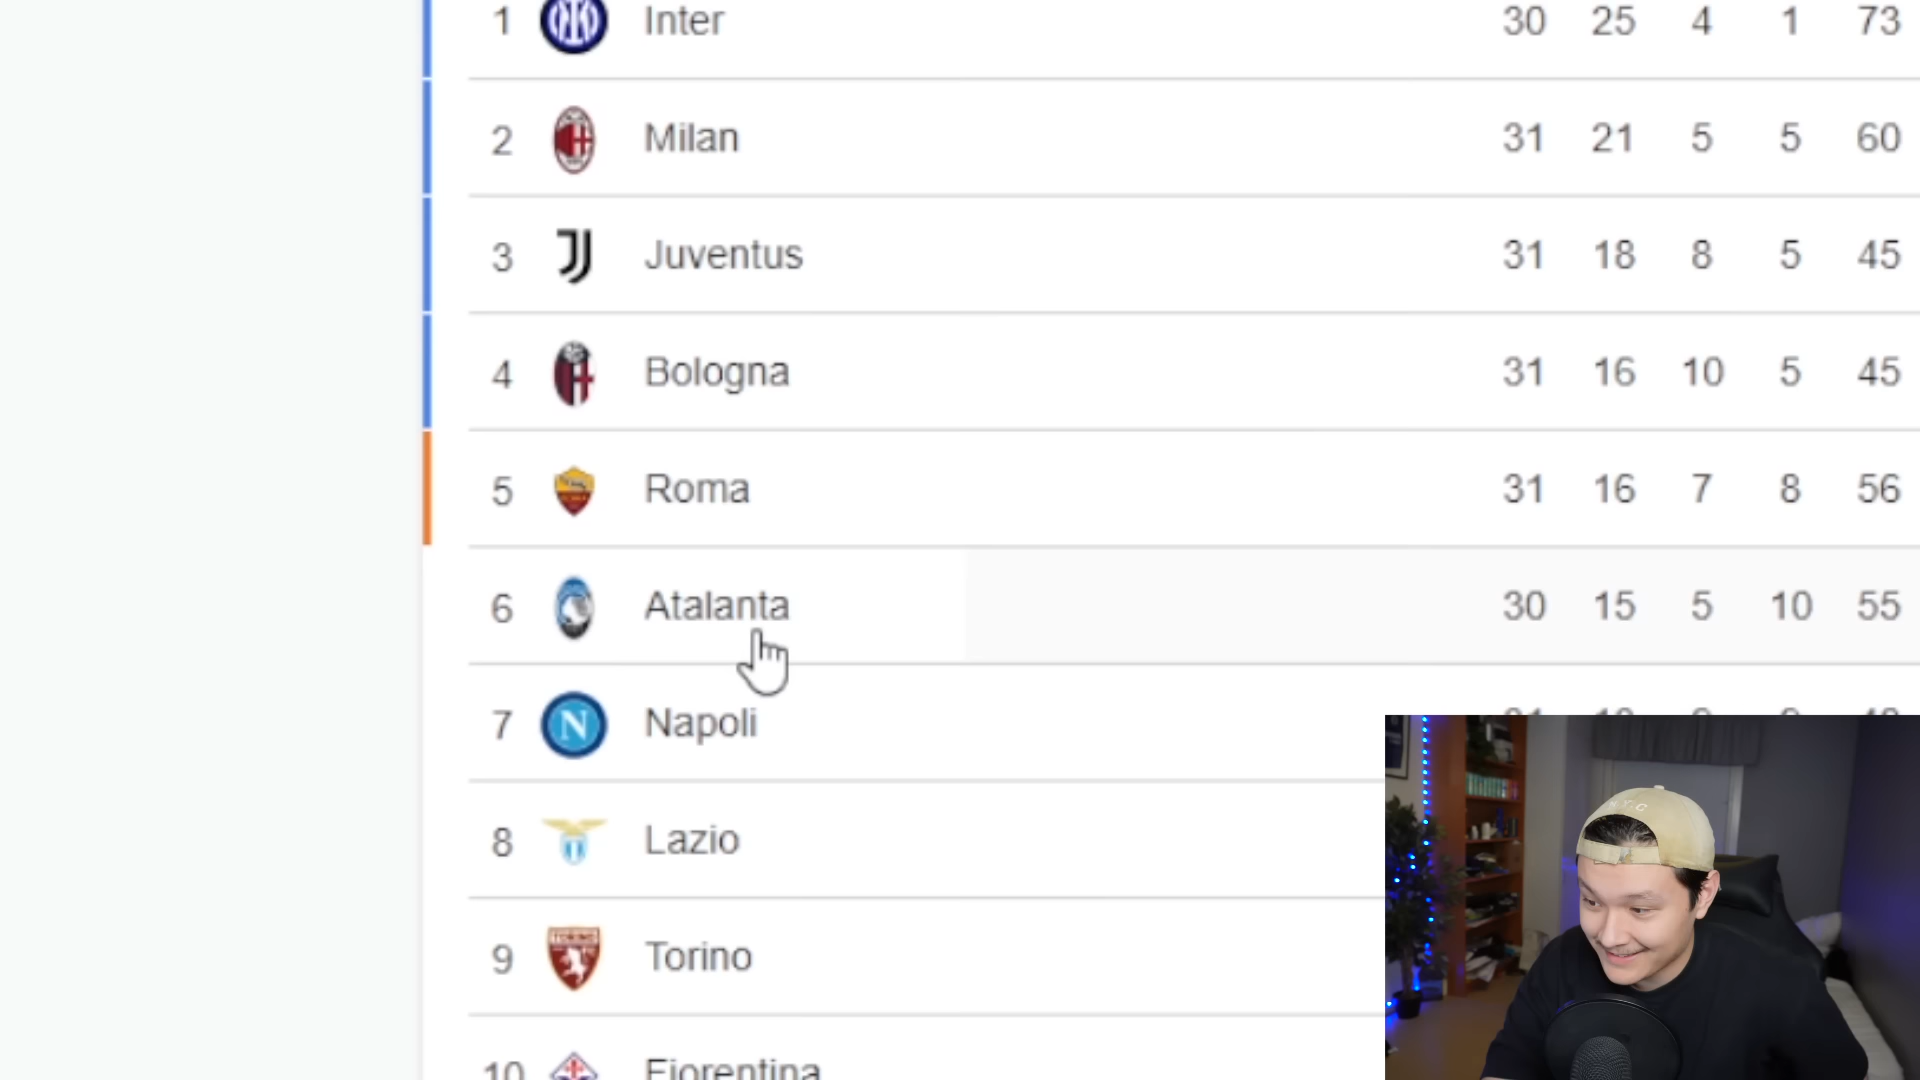 1 Inter 30 25 4 1 73
2 Milan 31 21 5 5 60
3 Juventus 31 18 8 5 45
4 Bologna 31 16 10 5 45
5 Roma 31 16 7 8 56
6 Atalanta 30 15 5 10 55
7 N Napoli
8 Lazio
9 Torino
10 Fiorentina
NYC